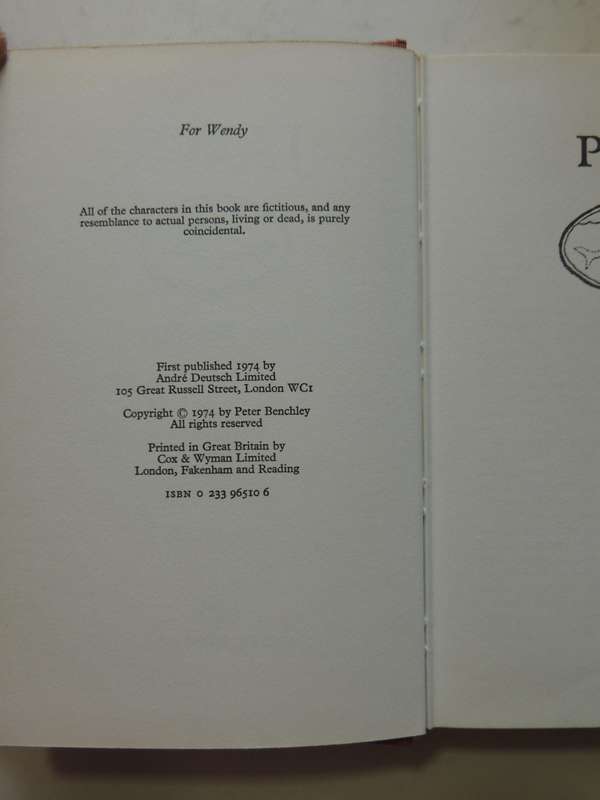 For Wendy
All of the characters in this book are fictitious, and any
resemblance to actual persons, living or dead, is purely
coincidental.
First published 1974 by
André Deutsch Limited
105 Great Russell Street, London WC1
Copyright © 1974 by Peter Benchley
All rights reserved
Printed in Great Britain by
Cox & Wyman Limited
London, Fakenham and Reading
ISBN 0 233 96510 6
P